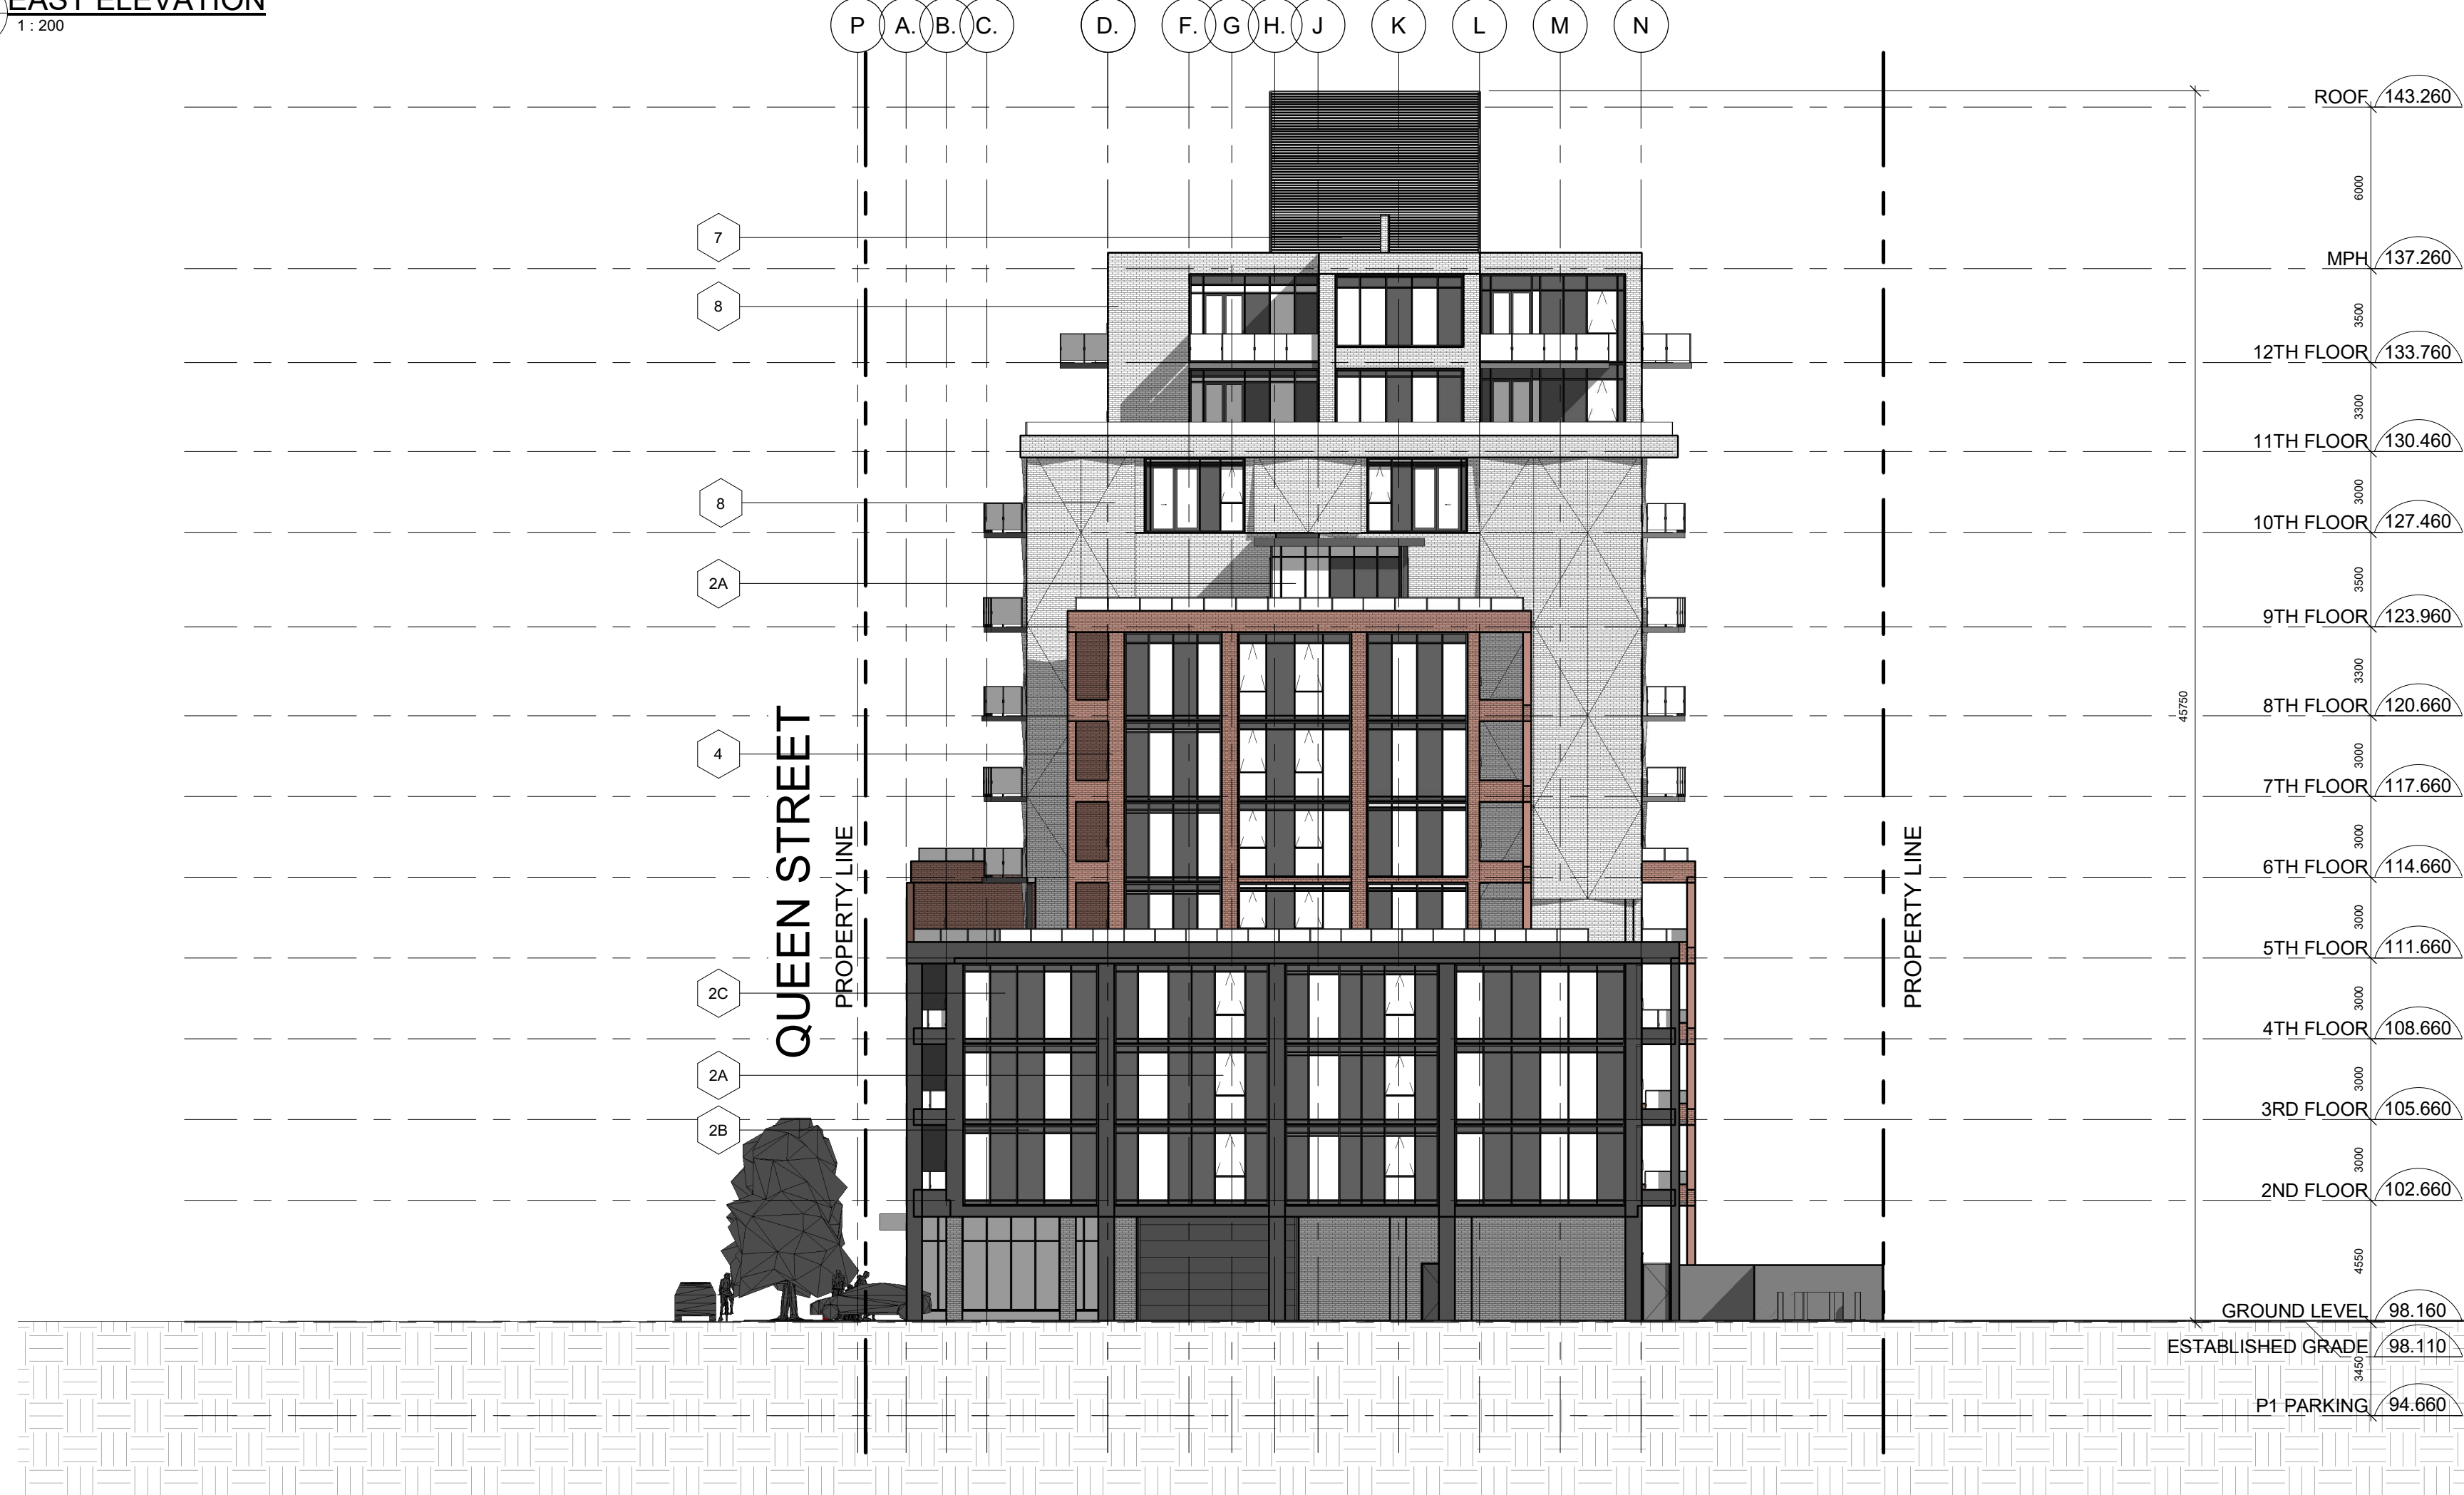 EAST ELEVATION
1 : 200
P A. B. C. D. F. G H. J K L M N
ROOF 143.260
6000
7
MPH 137.260
8
3500
12TH FLOOR 133.760
3300
11TH FLOOR 130.460
8
3000
10TH FLOOR 127.460
2A
3500
9TH FLOOR 123.960
3300
45750
8TH FLOOR 120.660
4
3000
7TH FLOOR 117.660
3000
6TH FLOOR 114.660
QUEEN STREET
PROPERTY LINE
PROPERTY LINE
3000
5TH FLOOR 111.660
2C
3000
4TH FLOOR 108.660
2A
3000
3RD FLOOR 105.660
2B
3000
2ND FLOOR 102.660
4550
GROUND LEVEL 98.160
ESTABLISHED GRADE 98.110
3450
P1 PARKING 94.660